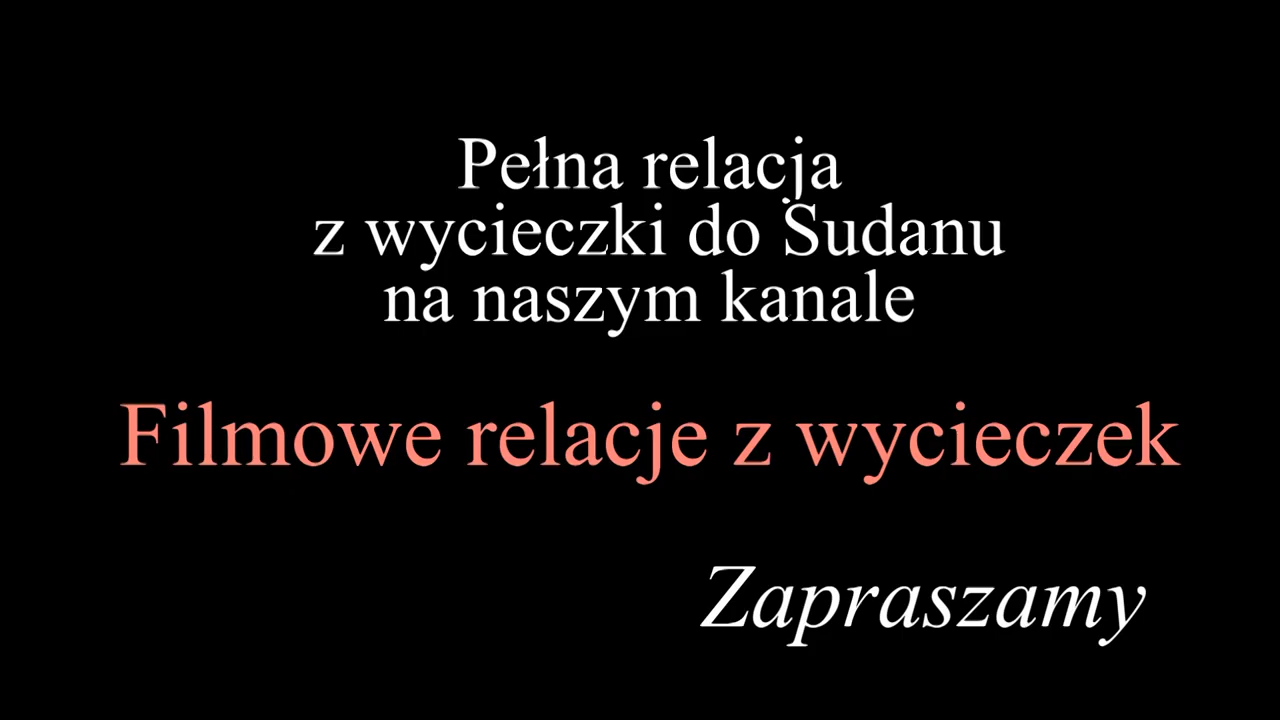 Pełna relacja
z wycieczki do Sudanu
na naszym kanale
Filmowe relacje z wycieczek
Zapraszamy